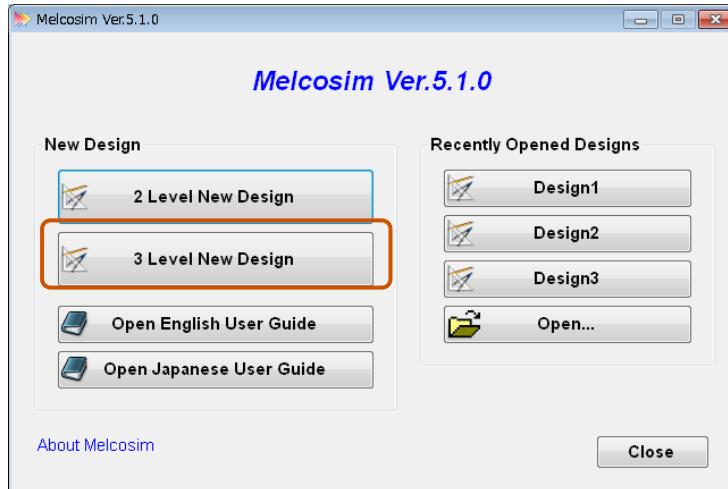 Melcosim Ver.5.1.0
Melcosim Ver.5.1.0
New Design
2 Level New Design
3 Level New Design
Open English User Guide
Open Japanese User Guide
Recently Opened Designs
Design1
Design2
Design3
Open...
About Melcosim
Close